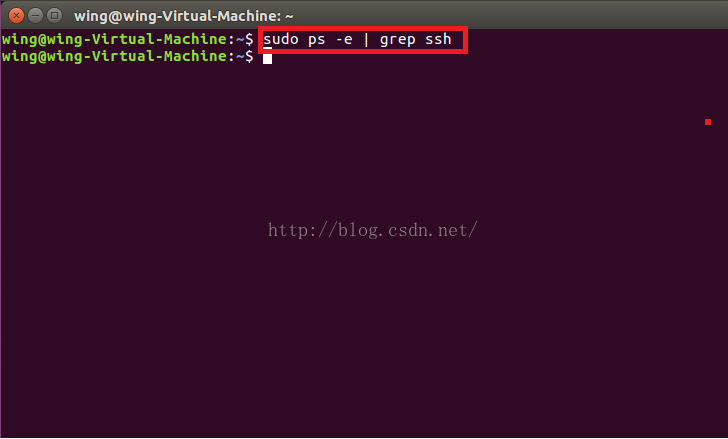 wing@wing-Virtual-Machine: ~
wing@wing-Virtual-Machine:~$ sudo ps -e | grep ssh
wing@wing-Virtual-Machine:~$
http://blog.csdn.net/